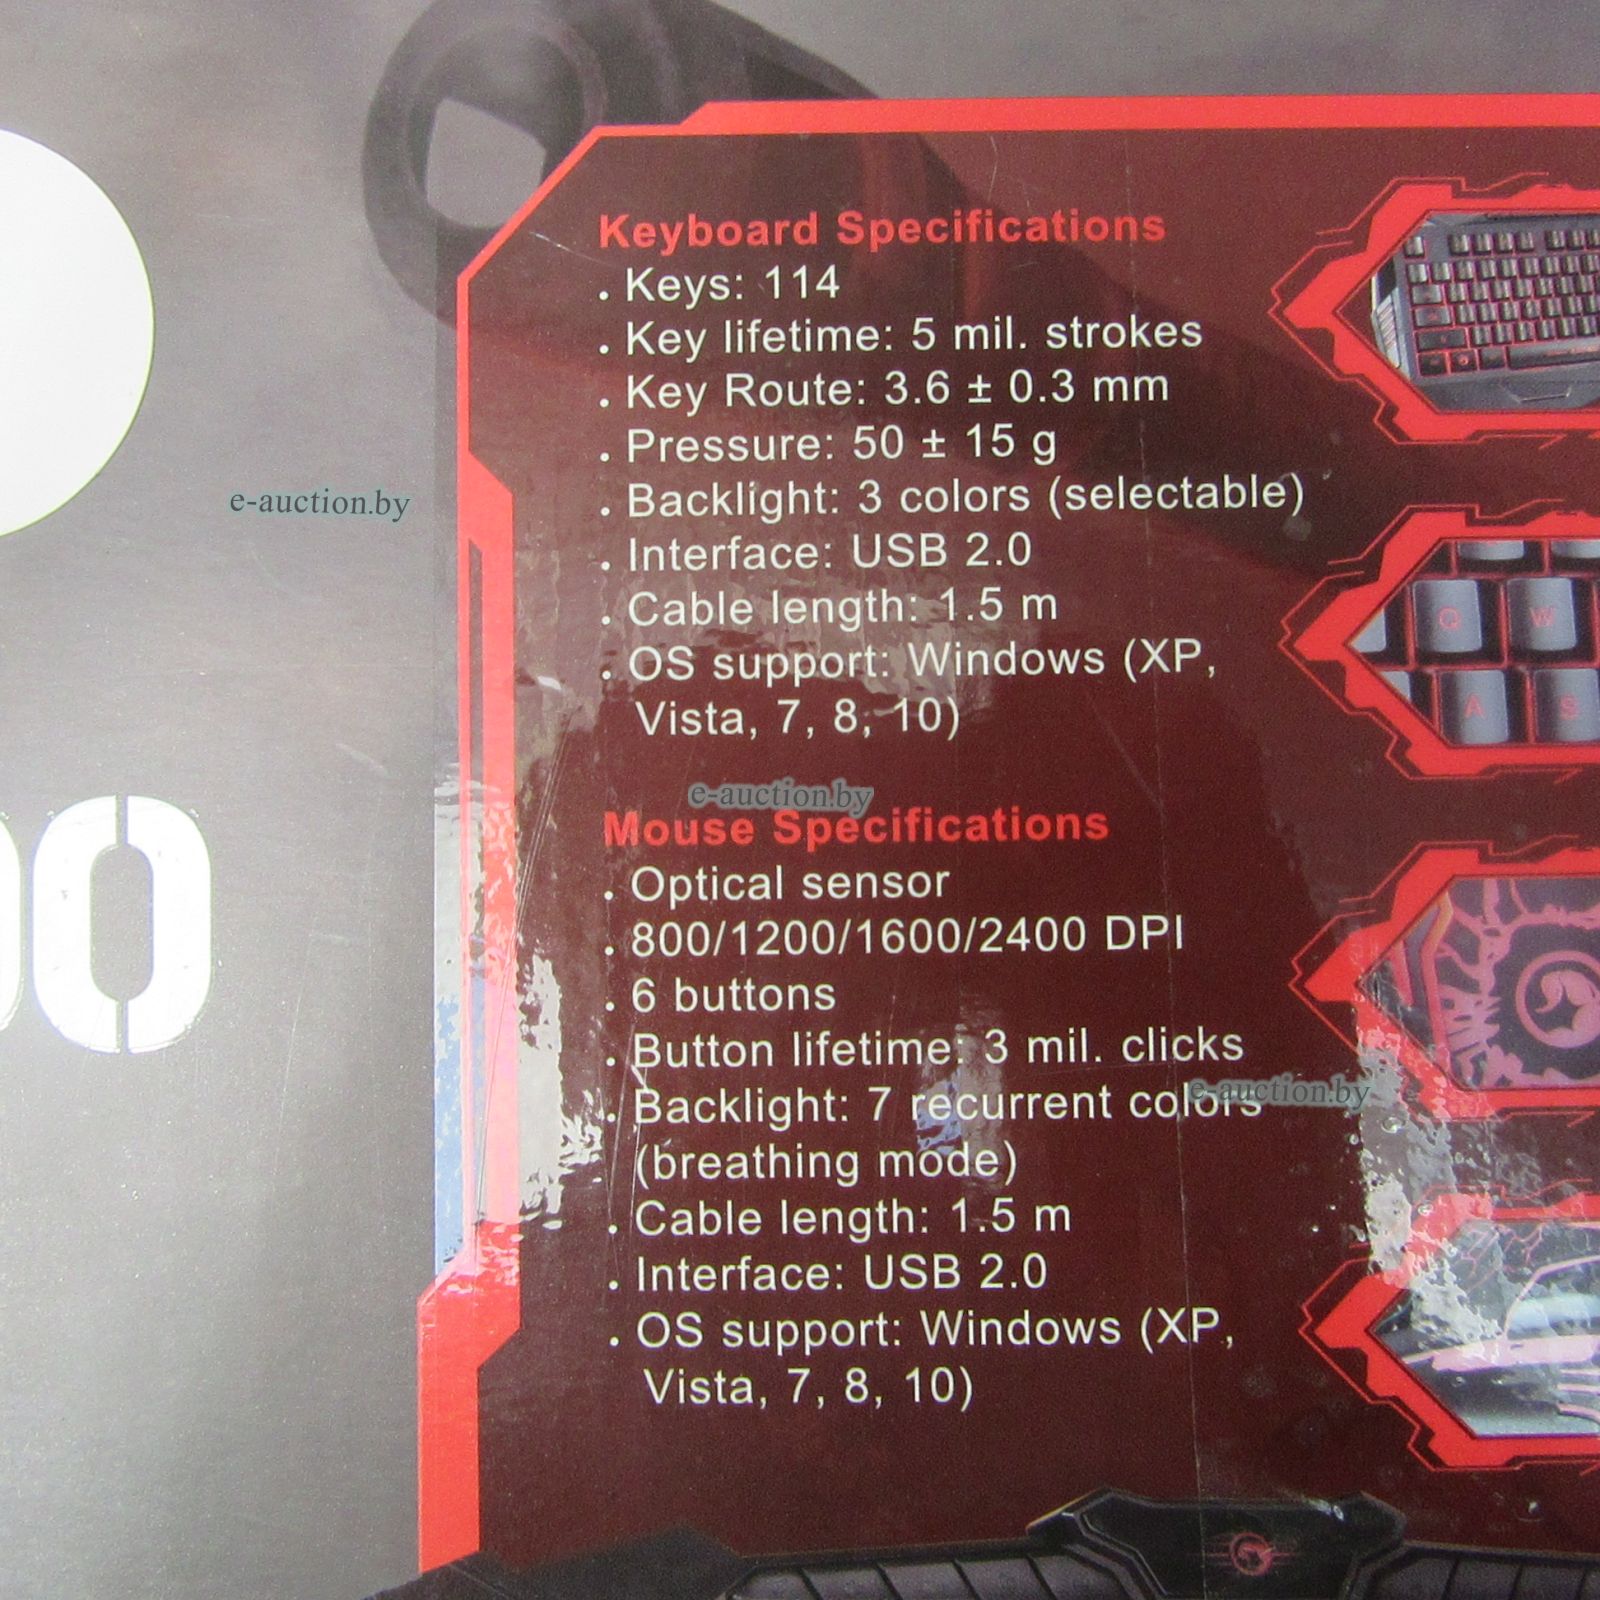 Keyboard Specifications
. Keys: 114
. Key lifetime: 5 mil. strokes
. Key Route: 3.6 ± 0.3 mm
. Pressure: 50 ± 15 g
. Backlight: 3 colors (selectable)
e-auction.by
. Interface: USB 2.0
. Cable length: 1.5 m
. OS support: Windows (XP,
Vista, 7, 8, 10)
Q W
A S
e-auction.by
Mouse Specifications
. Optical sensor
. 800/1200/1600/2400 DPI
00
. 6 buttons
. Button lifetime: 3 mil. clicks
e-auction.by
. Backlight: 7 recurrent colors
(breathing mode)
. Cable length: 1.5 m
. Interface: USB 2.0
. OS support: Windows (XP,
Vista, 7, 8, 10)